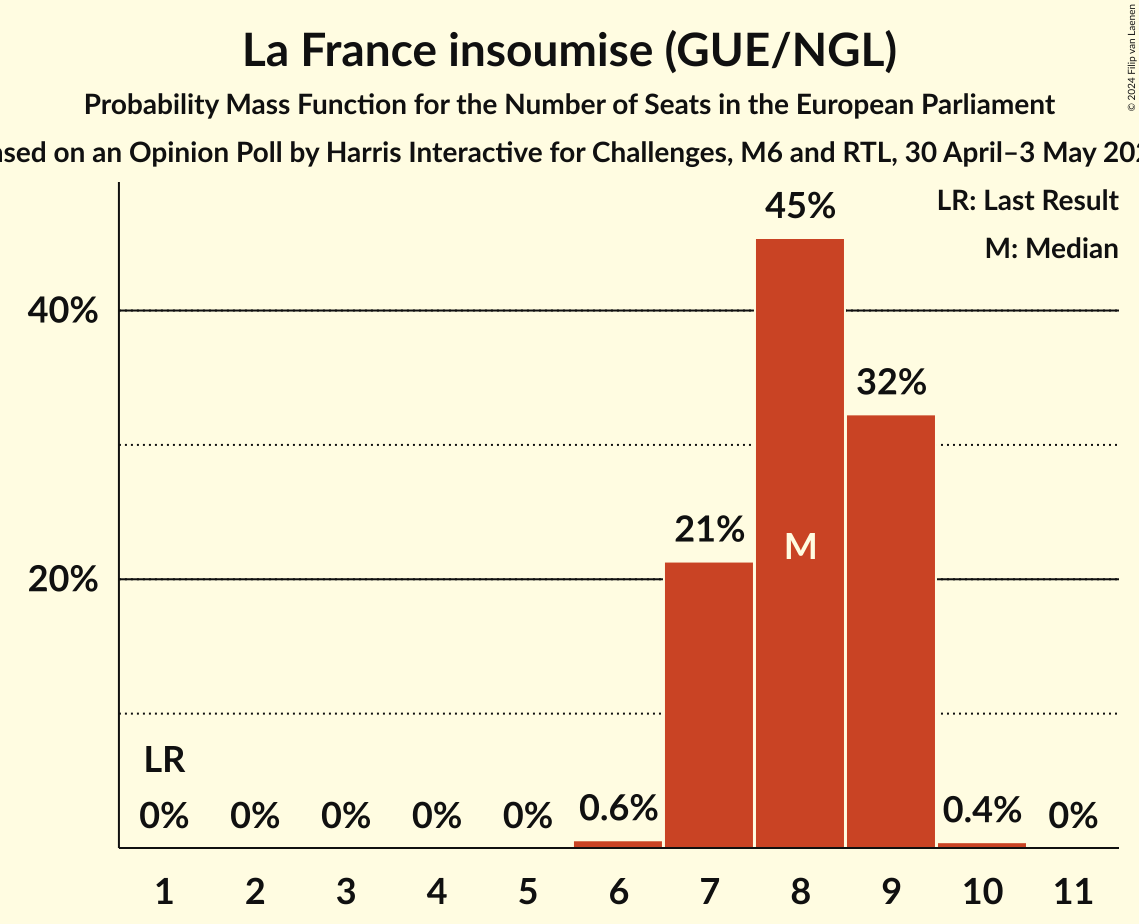 La France insoumise (GUE/NGL)
Probability Mass Function for the Number of Seats in the European Parliament
on an Opinion Poll by Harris Interactive for Challenges, M6 and RTL, 30 April–3 May
© 2024 Filip van Laenen
LR: Last Result
M: Median
45%
40%
32%
21%
M
20%
LR
0% 0% 0% 0% 0% 0.6% 0.4% 0%
1 2 3 4 5 6 7 8 9 10 11